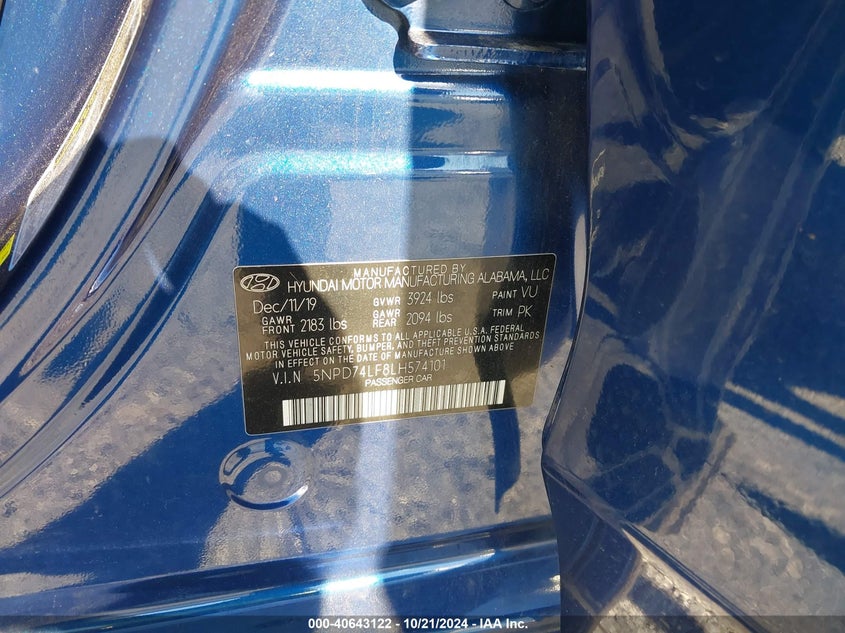 MANUFACTURED BY
HYUNDAI MOTOR MANUFACTURING ALABAMA, LLC
Dec/11/19 GVWR 3924 lbs PAINT VU
GAWR FRONT 2183 lbs GAWR REAR 2094 lbs TRIM PK
THIS VEHICLE CONFORMS TO ALL APPLICABLE U.S.A. FEDERAL
MOTOR VEHICLE SAFETY, BUMPER, AND THEFT PREVENTION STANDARDS
IN EFFECT ON THE DATE OF MANUFACTURE SHOWN ABOVE.
V.I.N 5NPD74LF8LH574101
PASSENGER CAR
000-40643122 - 10/21/2024 - IAA Inc.